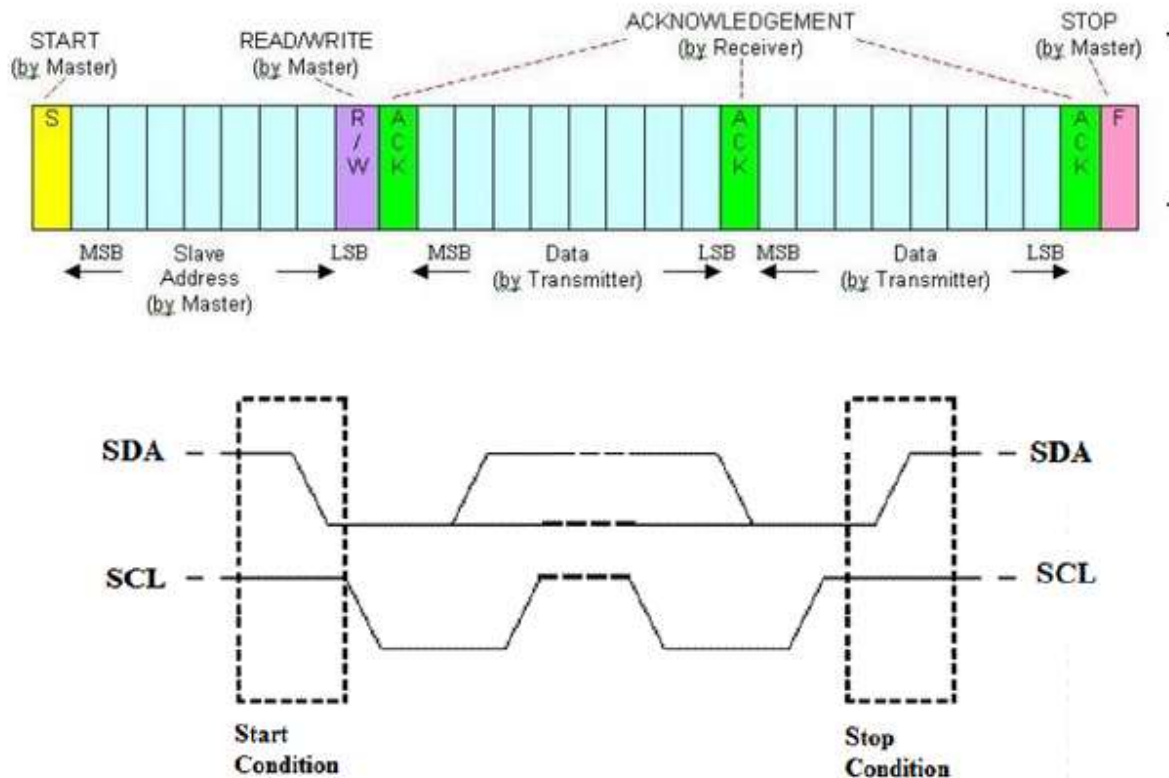 START
(by Master)
READ/WRITE
(by Master)
ACKNOWLEDGEMENT
(by Receiver)
STOP
(by Master)
S
R
/
W
A
C
K
A
C
K
A
C
K
F
MSB
Slave
Address
(by Master)
LSB
MSB
Data
(by Transmitter)
LSB
MSB
Data
(by Transmitter)
LSB
SDA
SDA
SCL
SCL
Start
Condition
Stop
Condition